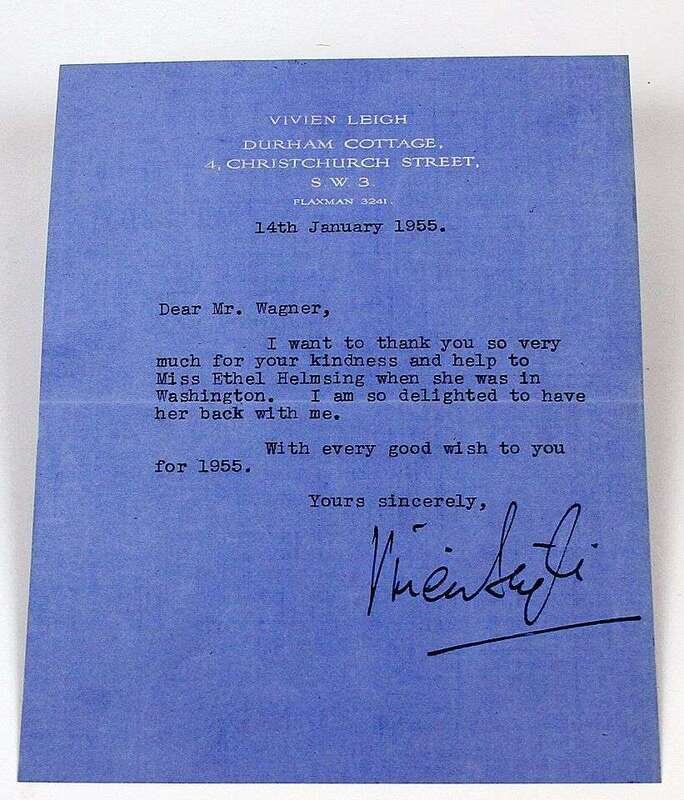 VIVIEN LEIGH
DURHAM COTTAGE,
4, CHRISTCHURCH STREET,
S.W. 3.
FLAXMAN 3241.
14th January 1955.
Dear Mr. Wagner,
I want to thank you so very
much for your kindness and help to
Miss Ethel Helmsing when she was in
Washington. I am so delighted to have
her back with me.
With every good wish to you
for 1955.
Yours sincerely,
Vivien Leigh